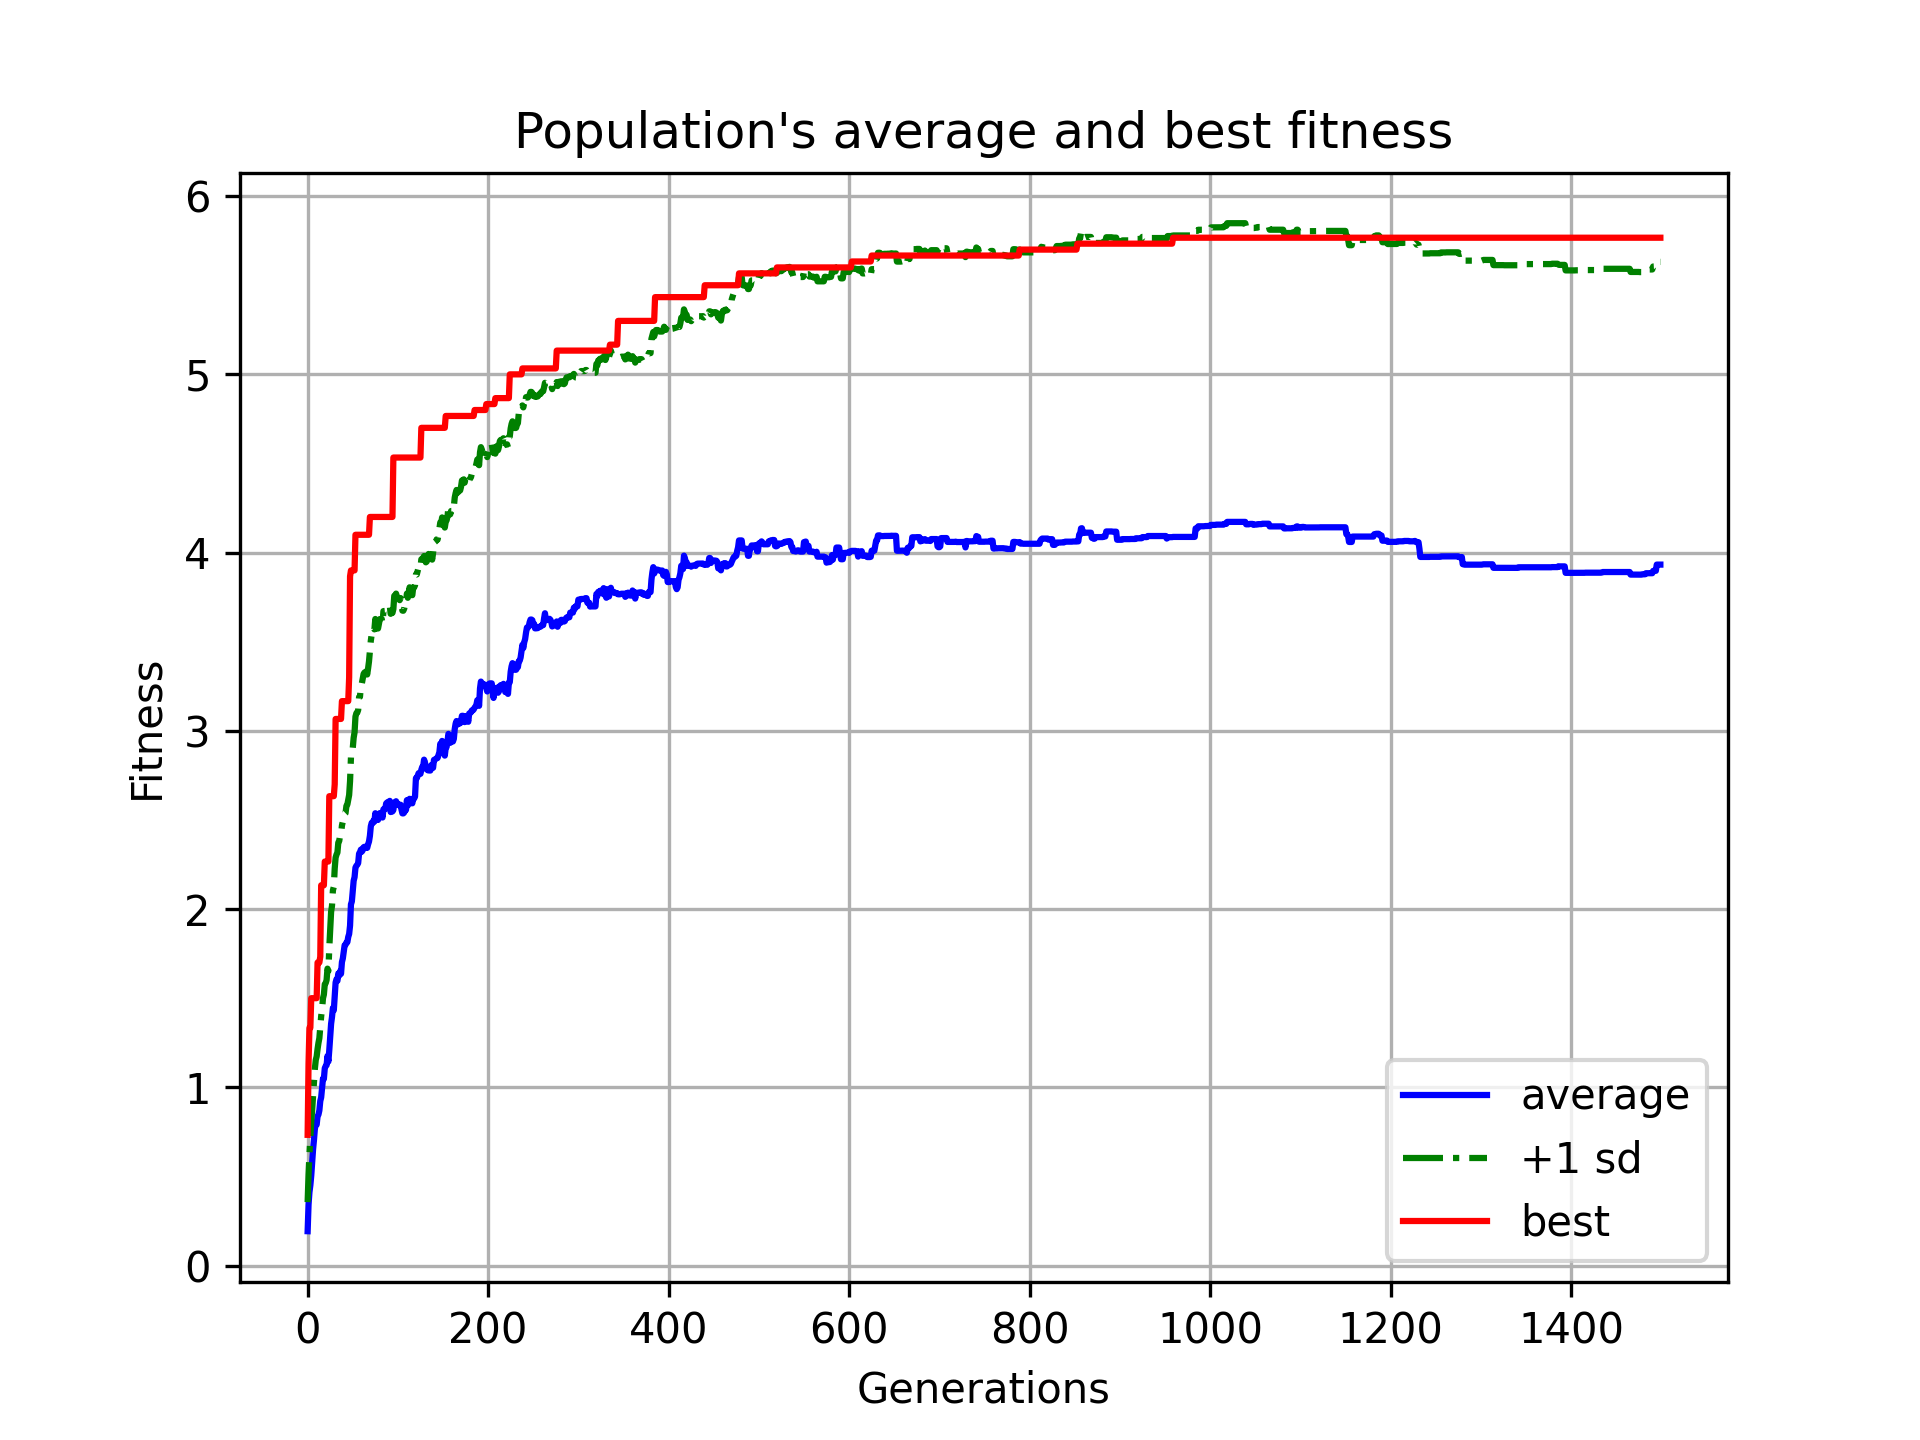 Population's average and best fitness
6
5
4
3
2
1
0
Fitness
0 200 400 600 800 1000 1200 1400
Generations
average
+1 sd
best